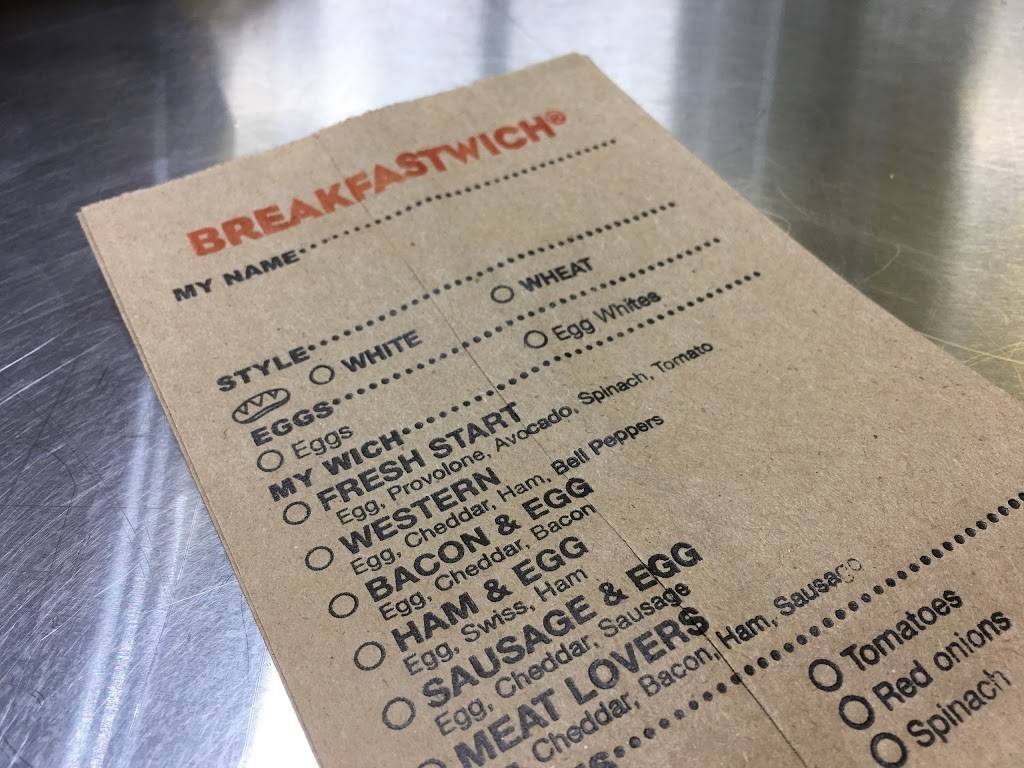 BREAKFASTWICH®
MY NAME
STYLE
WHITE WHEAT
EGGS
Eggs Egg Whites
MY WICH
FRESH START
Egg, Provolone, Avocado, Spinach, Tomato
WESTERN
Egg, Cheddar, Ham, Bell Peppers
BACON & EGG
Egg, Cheddar, Bacon
HAM & EGG
Egg, Swiss, Ham
SAUSAGE & EGG
Egg, Cheddar, Sausage
MEAT LOVERS
Egg, Cheddar, Bacon, Ham, Sausage
Tomatoes
Red onions
Spinach